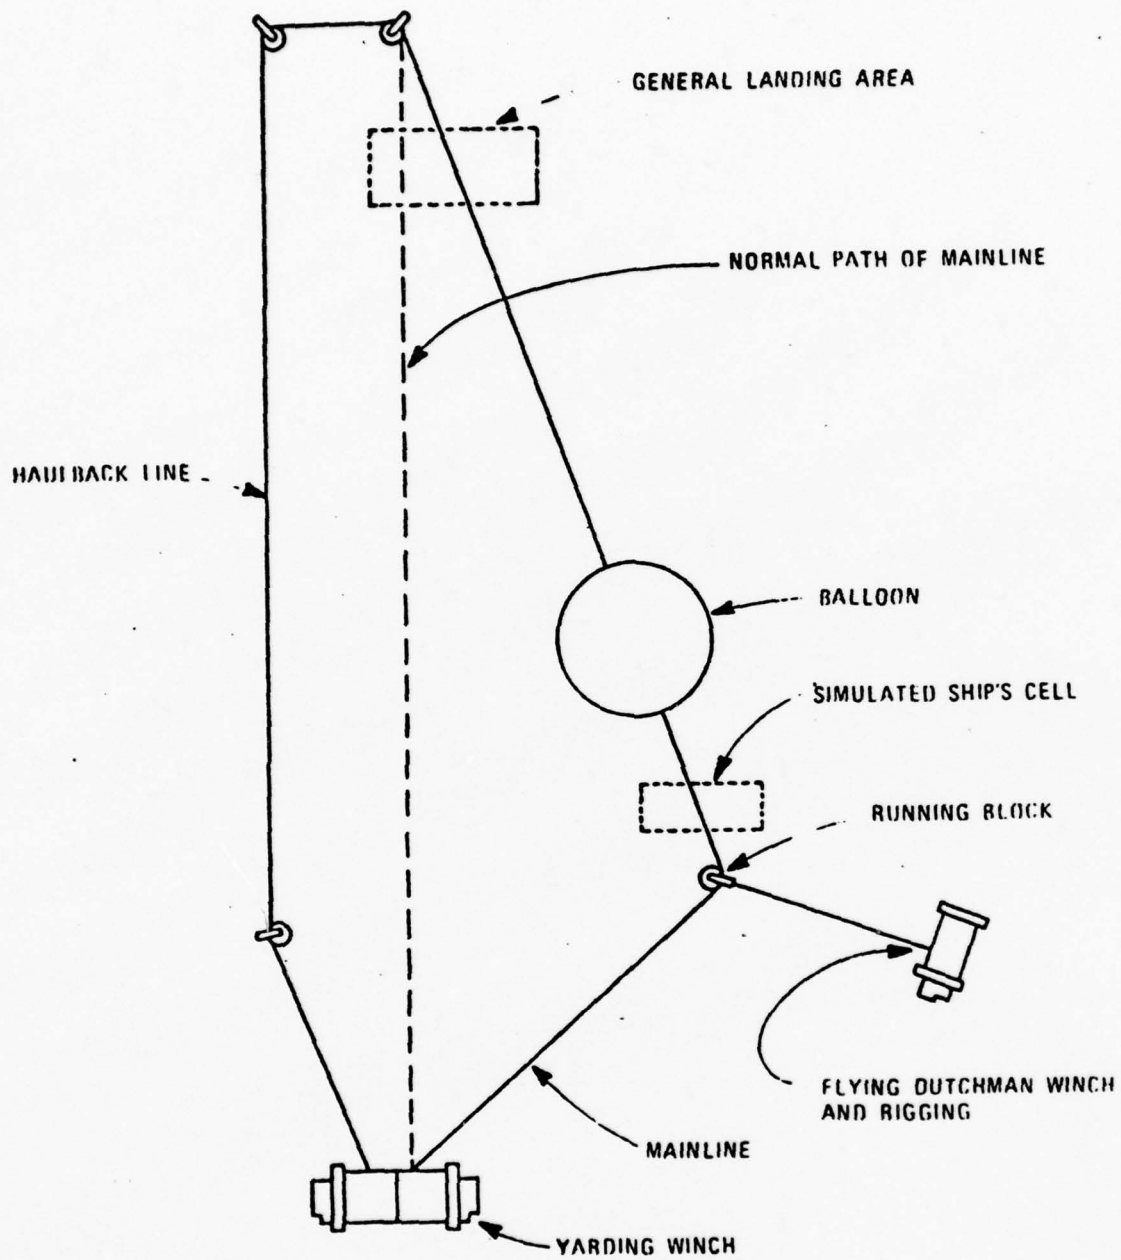 GENERAL LANDING AREA
NORMAL PATH OF MAINLINE
HAULBACK LINE
BALLOON
SIMULATED SHIP'S CELL
RUNNING BLOCK
FLYING DUTCHMAN WINCH
AND RIGGING
MAINLINE
YARDING WINCH